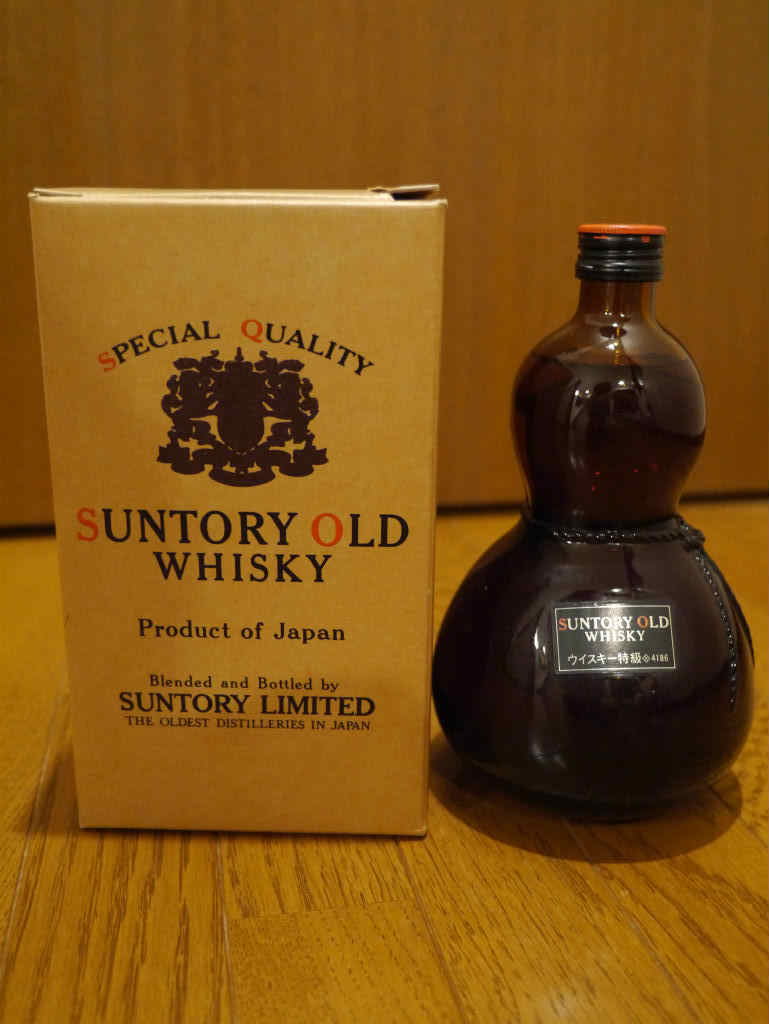 SPECIAL QUALITY
SUNTORY OLD
WHISKY
Product of Japan
Blended and Bottled by
SUNTORY LIMITED
THE OLDEST DISTILLERIES IN JAPAN
SUNTORY OLD
WHISKY
ウイスキー特級※4186